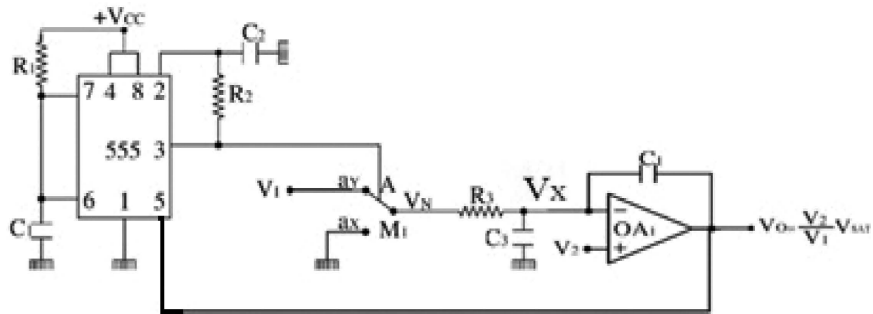 +VCC
C2
R1
7 4 8 2
R2
555 3
6 1 5
C1
V1
aY
A
VN
R3
VX
CJ
ax
M1
C3
V2
− OA1 +
VO= V2/V1 VSAT